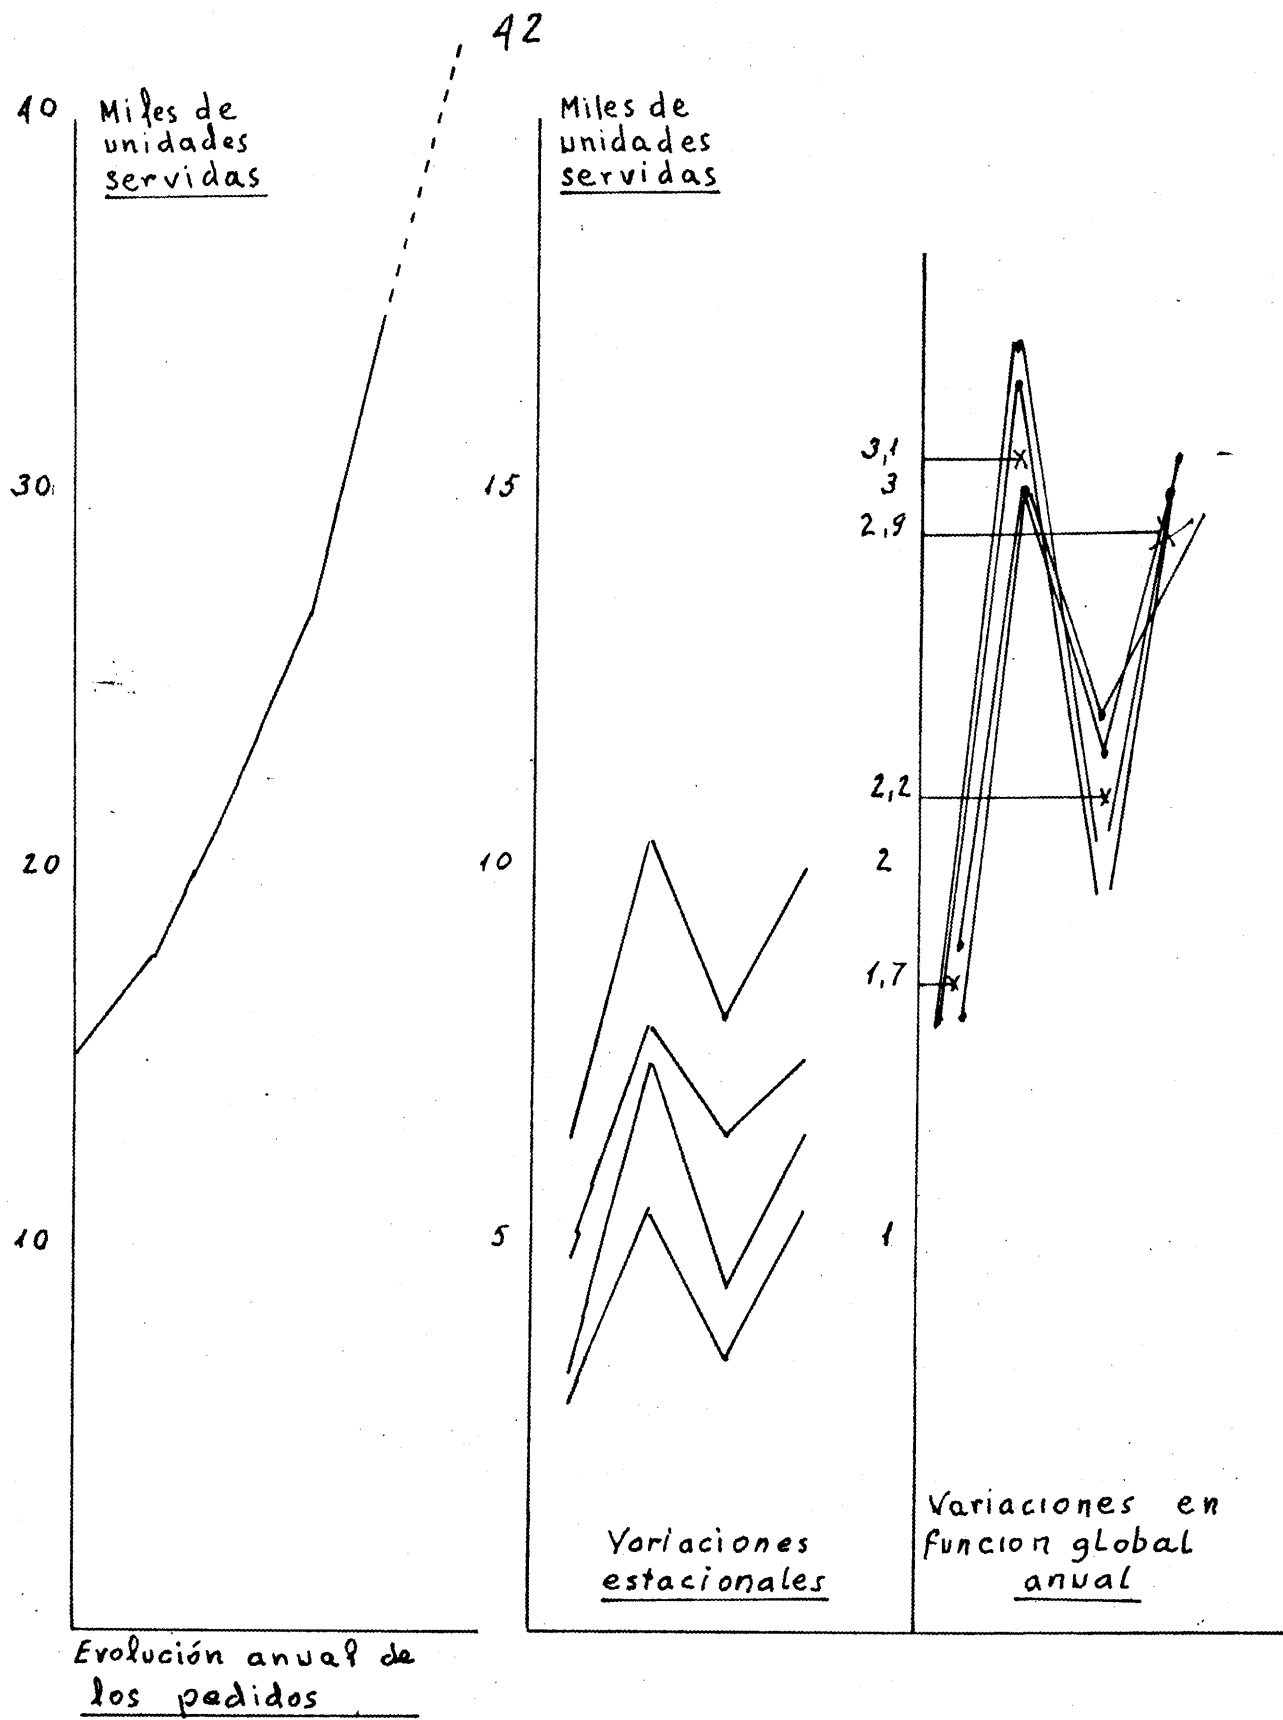 42
40
Miles de
unidades
servidas
30
20
10
Evolución anual de
los pedidos
Miles de
unidades
servidas
15
10
5
Variaciones
estacionales
3,1
3
2,9
2,2
2
1,7
1
Variaciones en
funcion global
anual